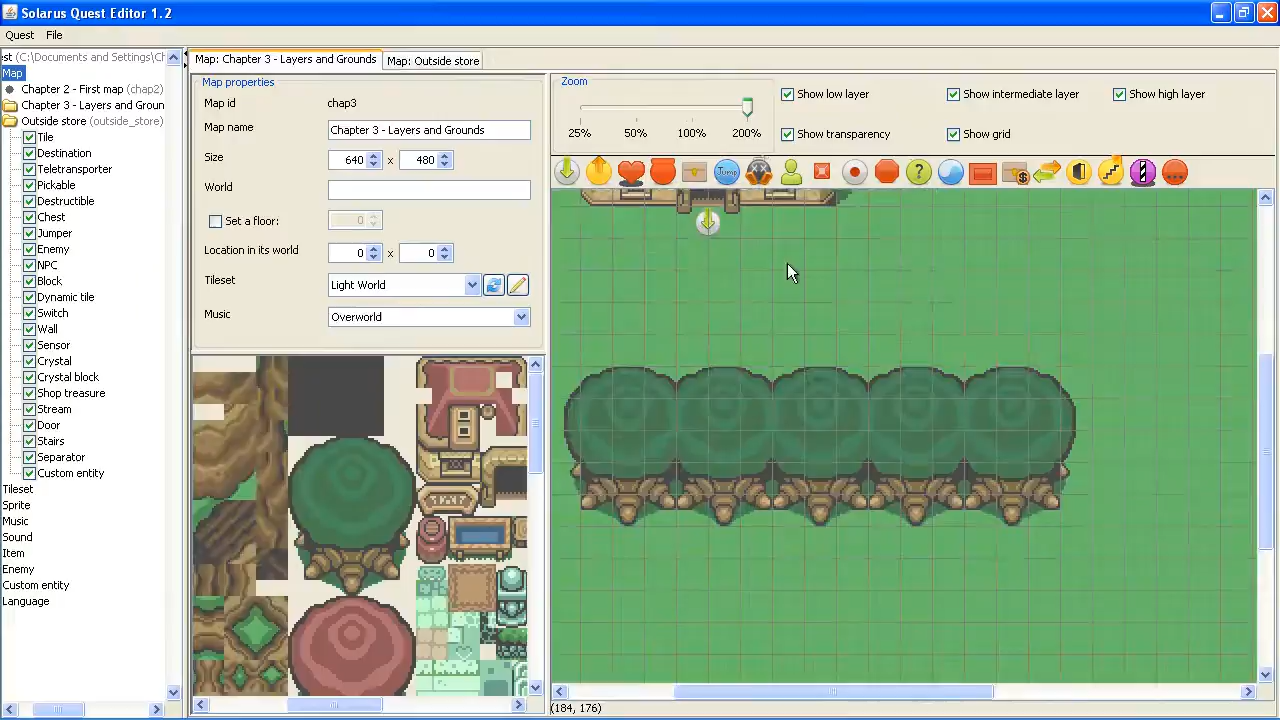 Solarus Quest Editor 1.2
Quest File
est (C:\Documents and Settings\Ch
Map
Chapter 2 - First map (chap2)
Chapter 3 - Layers and Groun
Outside store (outside_store)
Tile
Destination
Teletransporter
Pickable
Destructible
Chest
Jumper
Enemy
NPC
Block
Dynamic tile
Switch
Wall
Sensor
Crystal
Crystal block
Shop treasure
Stream
Door
Stairs
Separator
Custom entity
Tileset
Sprite
Music
Sound
Item
Enemy
Custom entity
Language
Map: Chapter 3 - Layers and Grounds
Map: Outside store
Map properties
Map id chap3
Map name Chapter 3 - Layers and Grounds
Size 640 x 480
World
Set a floor: 0
Location in its world 0 x 0
Tileset Light World
Music Overworld
Zoom
25% 50% 100% 200%
Show low layer
Show intermediate layer
Show high layer
Show transparency
Show grid
Jump
?
$
(184, 176)